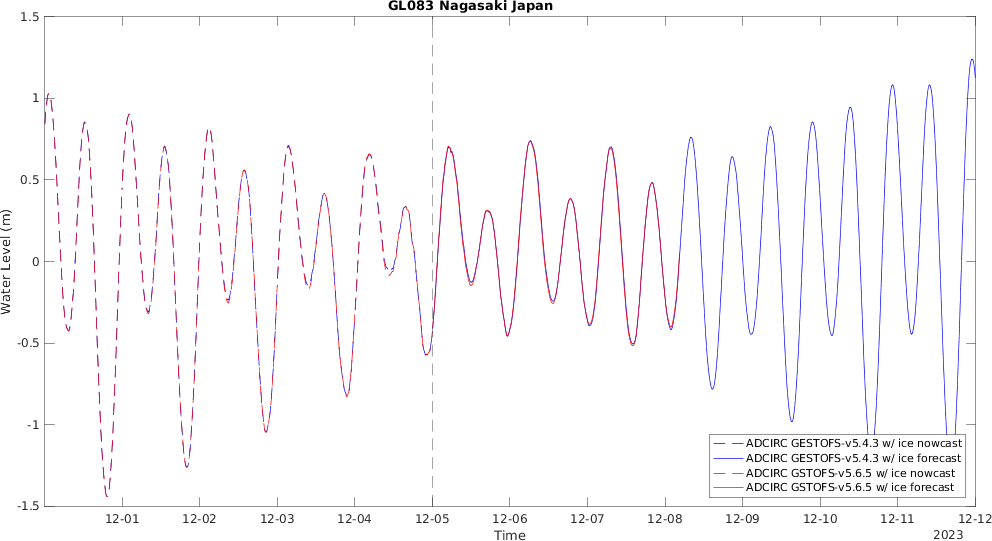 GL083 Nagasaki Japan
1.5
1
0.5
0
-0.5
-1
-1.5
Water Level (m)
12-01
12-02
12-03
12-04
12-05
12-06
12-07
12-08
12-09
12-10
12-11
12-12
Time
2023
ADCIRC GESTOFS-v5.4.3 w/ ice nowcast
ADCIRC GESTOFS-v5.4.3 w/ ice forecast
ADCIRC GSTOFS-v5.6.5 w/ ice nowcast
ADCIRC GSTOFS-v5.6.5 w/ ice forecast